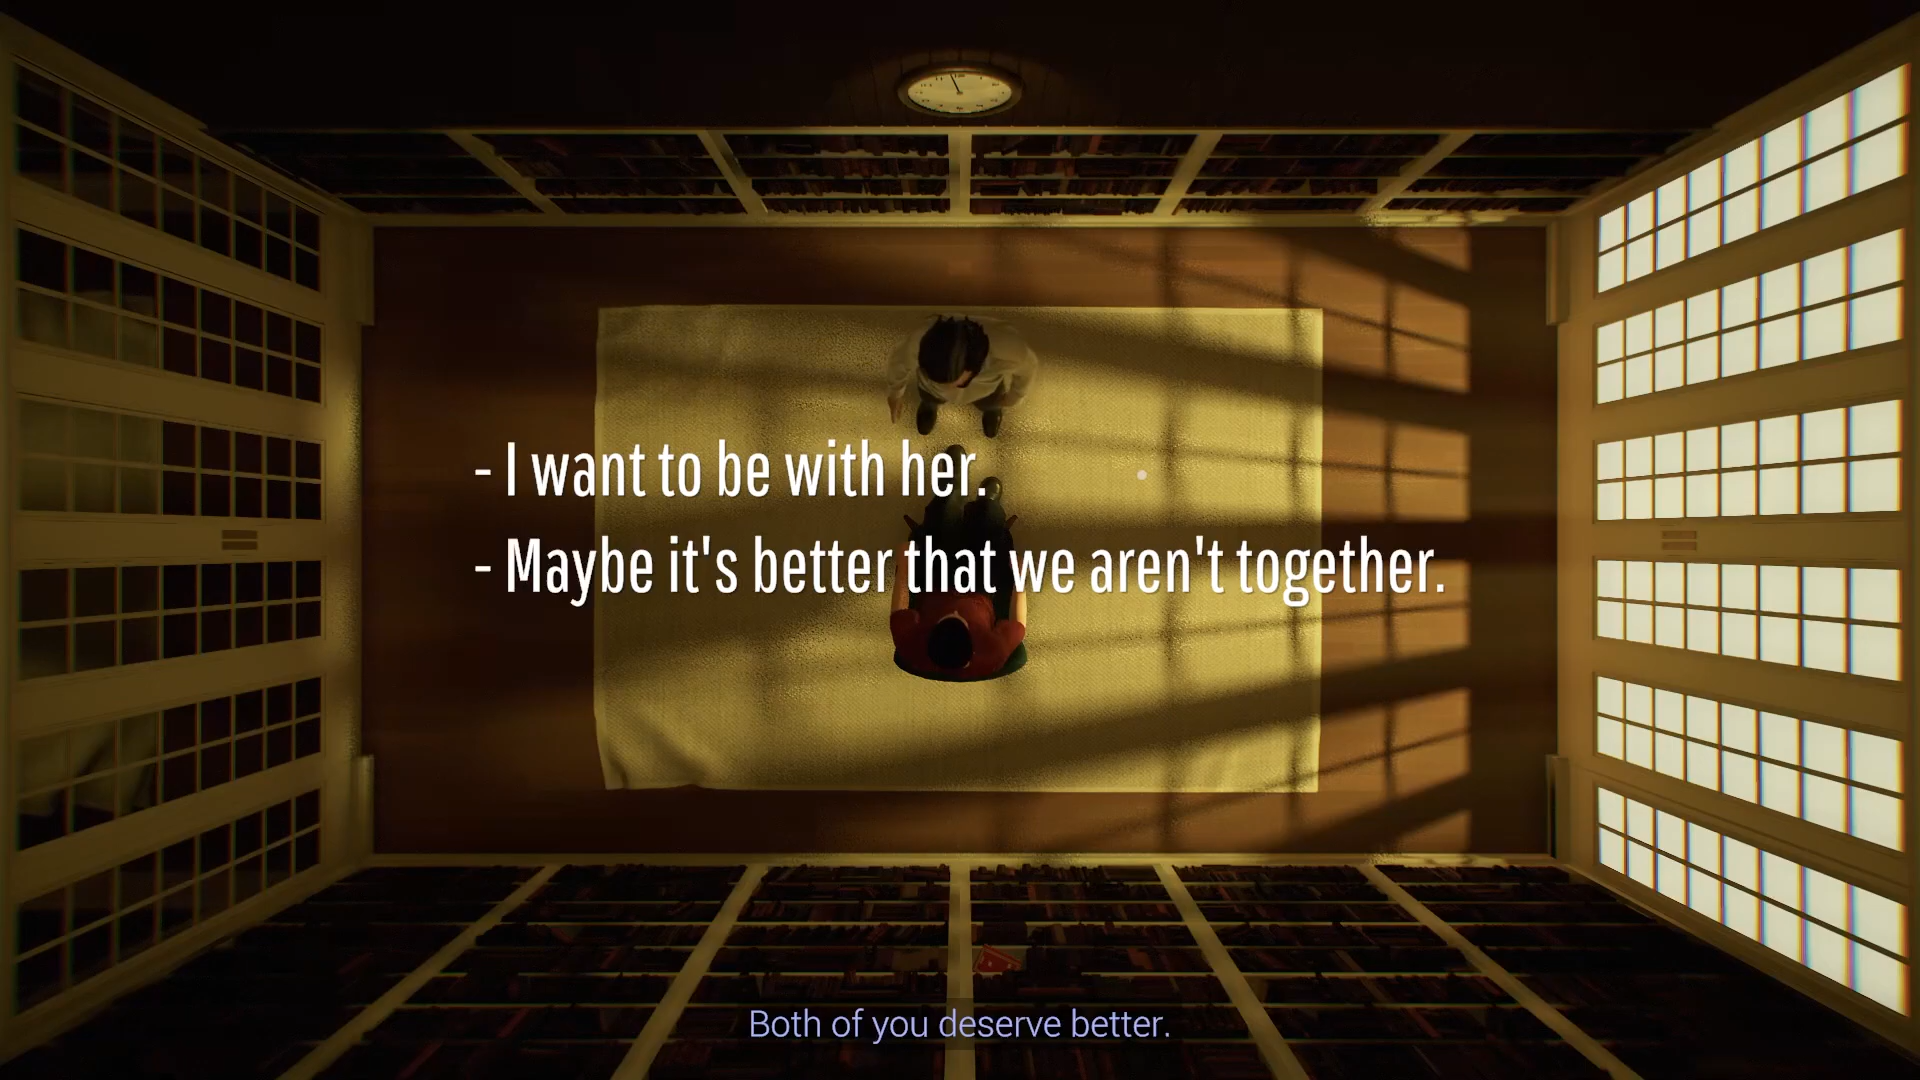 - I want to be with her.
- Maybe it's better that we aren't together.
Both of you deserve better.